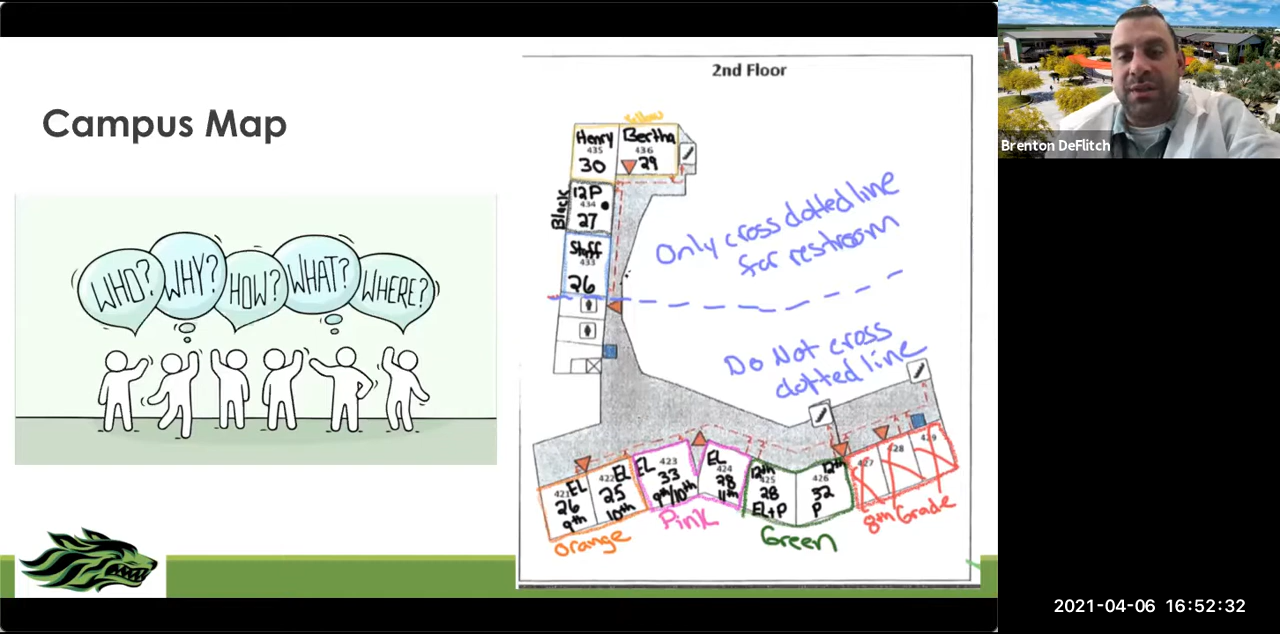 Campus Map
WHO? WHY? HOW? WHAT? WHERE?
2nd Floor
Yellow
Henry
435
30
Bertha
436
29
Black
12P
434
27
Staff
433
26
Only cross dotted line
for restroom
Do Not cross
dotted line
421 EL
26
9th
422 EL
25
10th
Orange
EL 423
33
9th/10th
EL
424
28
11th
Pink
12th
425
28
EL+P
12th
426
32
P
Green
427
428
429
8th Grade
Brenton DeFlitch
2021-04-06 16:52:32